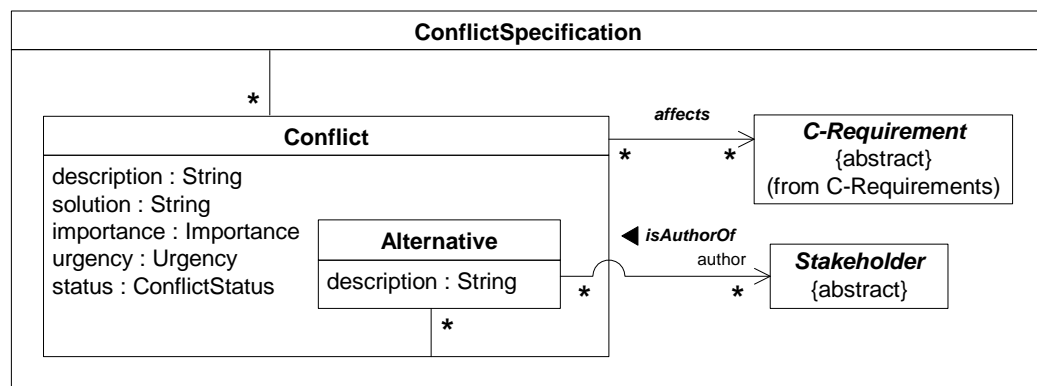 ConflictSpecification
*
Conflict
description : String
solution : String
importance : Importance
urgency : Urgency
status : ConflictStatus
Alternative
description : String
*
affects
*
*
C-Requirement
{abstract}
(from C-Requirements)
isAuthorOf
author
*
*
Stakeholder
{abstract}